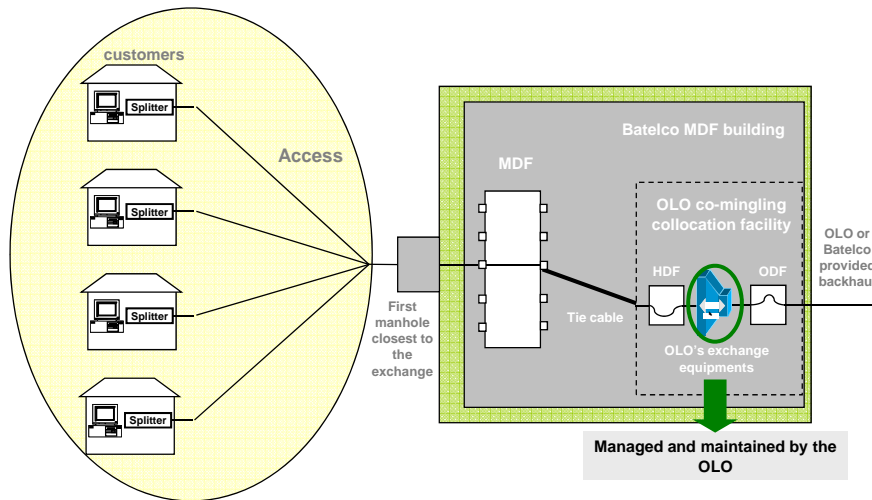 customers
Splitter
Splitter
Splitter
Splitter
Access
First
manhole
closest to
the
exchange
Batelco MDF building
MDF
Tie cable
OLO co-mingling
collocation facility
HDF
ODF
OLO's exchange
equipments
OLO or
Batelco
provided
backhau
Managed and maintained by the
OLO